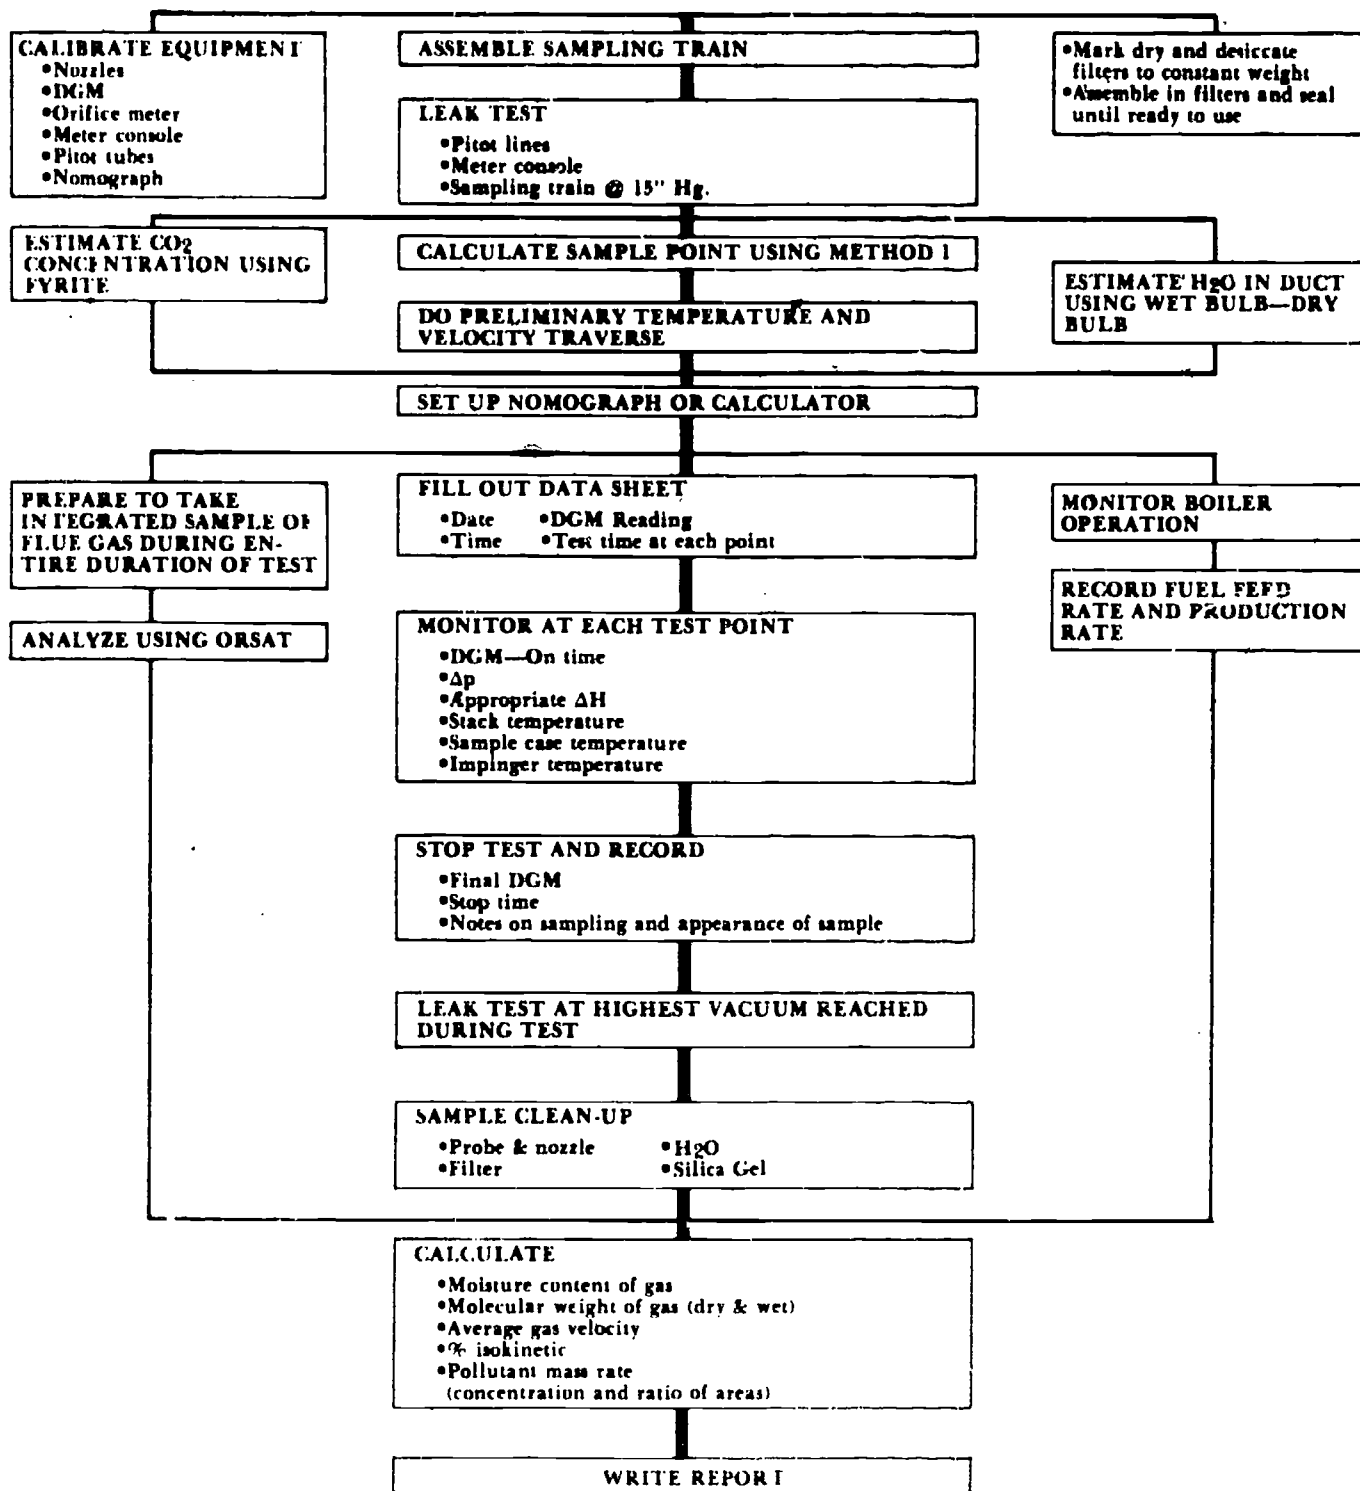 CALIBRATE EQUIPMENT
•Nozzles
•DGM
•Orifice meter
•Meter console
•Pitot tubes
•Nomograph
ASSEMBLE SAMPLING TRAIN
LEAK TEST
•Pitot lines
•Meter console
•Sampling train @ 15" Hg.
•Mark dry and desiccate
filters to constant weight
•Assemble in filters and seal
until ready to use
ESTIMATE CO2
CONCENTRATION USING
FYRITE
CALCULATE SAMPLE POINT USING METHOD 1
DO PRELIMINARY TEMPERATURE AND
VELOCITY TRAVERSE
ESTIMATE H2O IN DUCT
USING WET BULB—DRY
BULB
SET UP NOMOGRAPH OR CALCULATOR
PREPARE TO TAKE
INTEGRATED SAMPLE OF
FLUE GAS DURING EN-
TIRE DURATION OF TEST
ANALYZE USING ORSAT
FILL OUT DATA SHEET
•Date •DGM Reading
•Time •Test time at each point
MONITOR BOILER
OPERATION
RECORD FUEL FEED
RATE AND PRODUCTION
RATE
MONITOR AT EACH TEST POINT
•DGM—On time
•Δp
•Appropriate ΔH
•Stack temperature
•Sample case temperature
•Impinger temperature
STOP TEST AND RECORD
•Final DGM
•Stop time
•Notes on sampling and appearance of sample
LEAK TEST AT HIGHEST VACUUM REACHED
DURING TEST
SAMPLE CLEAN-UP
•Probe & nozzle •H2O
•Filter •Silica Gel
CALCULATE
•Moisture content of gas
•Molecular weight of gas (dry & wet)
•Average gas velocity
•% isokinetic
•Pollutant mass rate
(concentration and ratio of areas)
WRITE REPORT